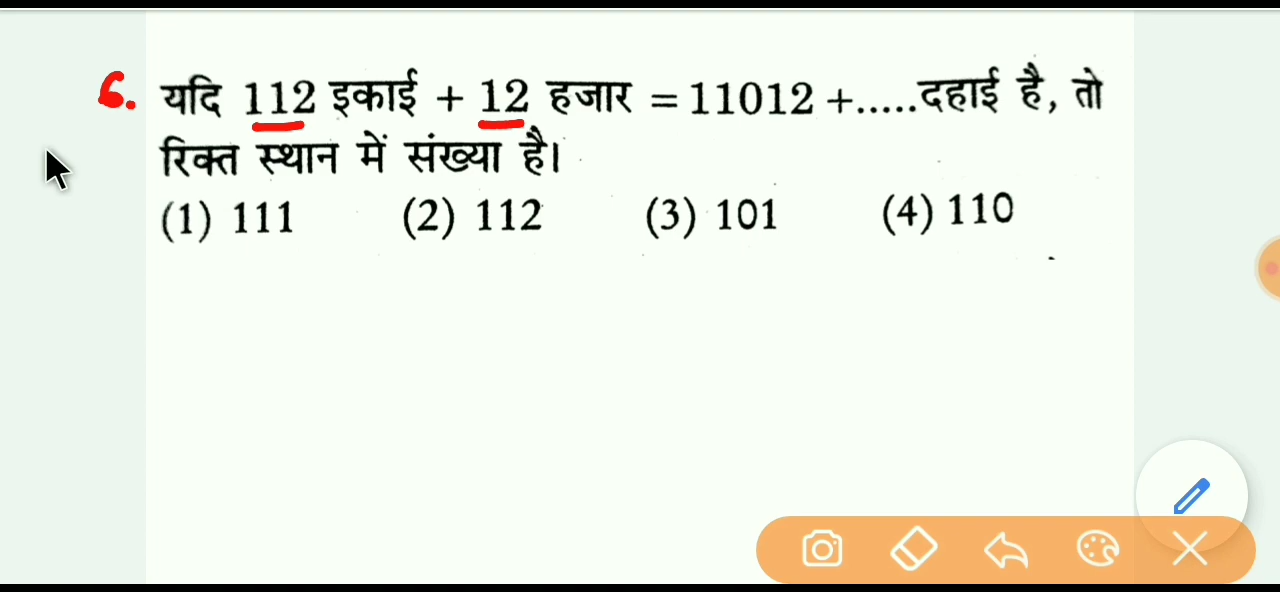 6. यदि 112 इकाई + 12 हजार = 11012 +.....दहाई है, तो
रिक्त स्थान में संख्या है।
(1) 111 (2) 112 (3) 101 (4) 110